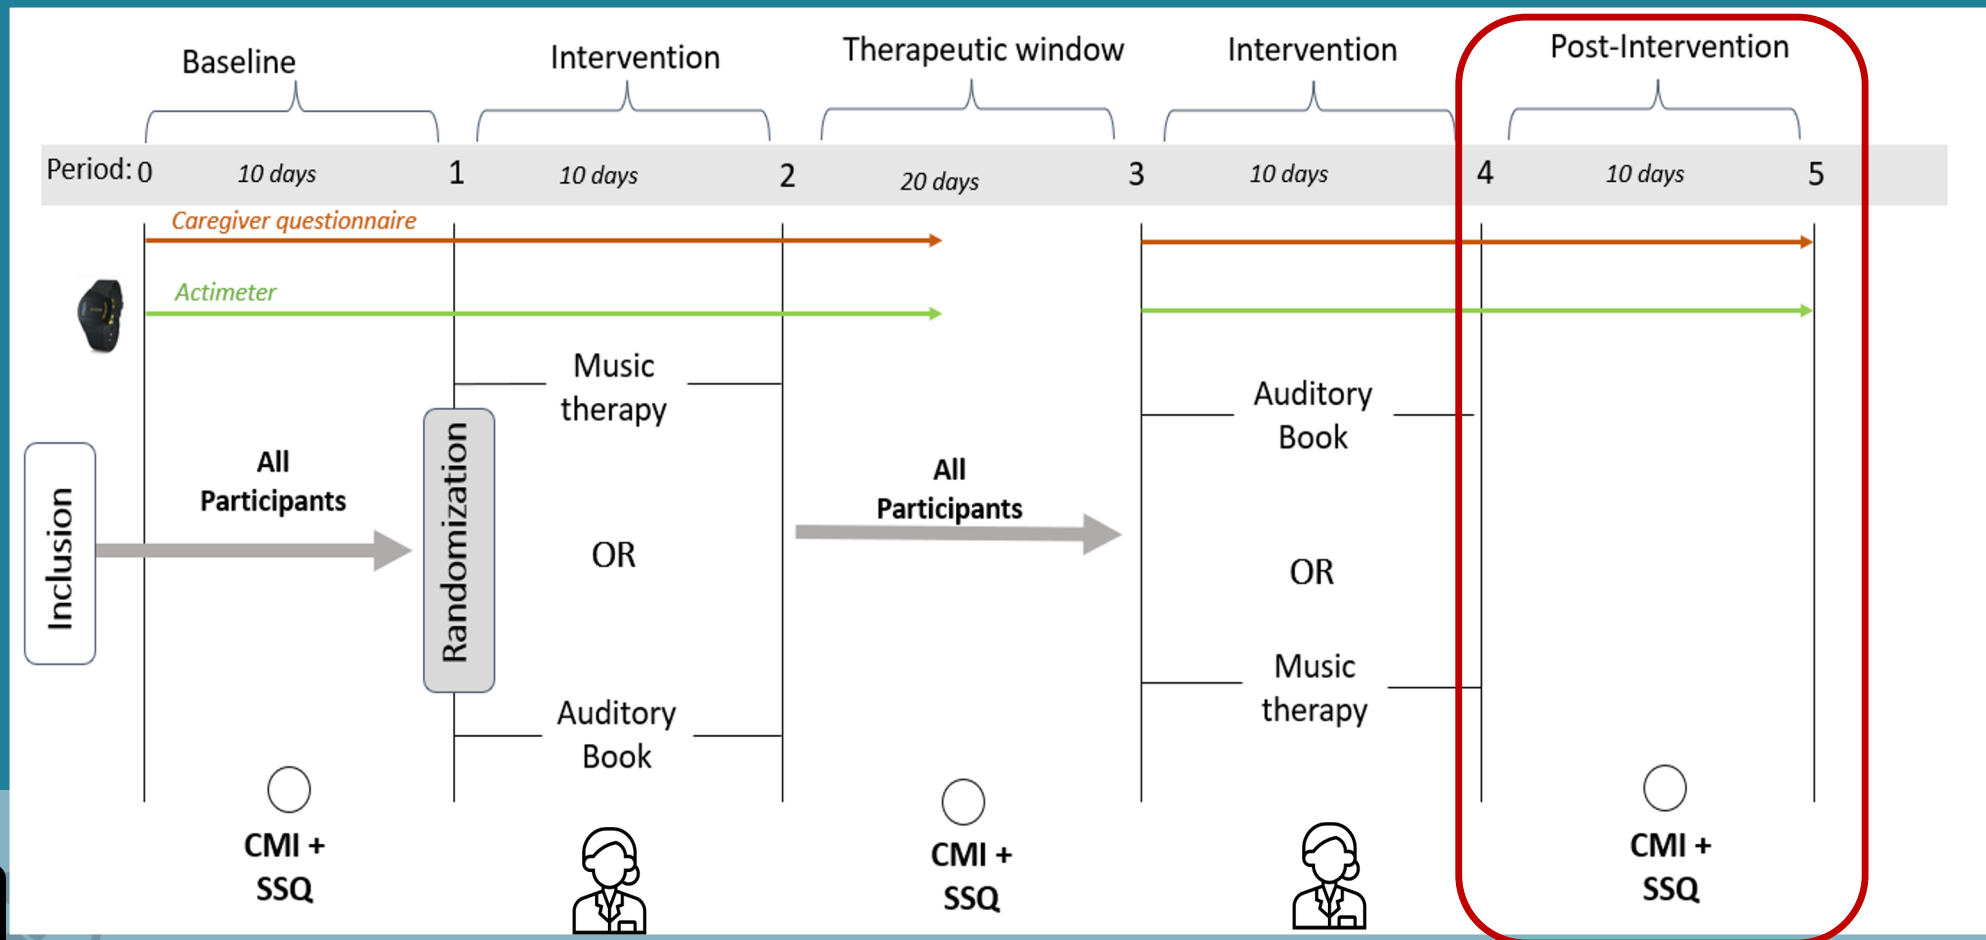 Baseline
Intervention
Therapeutic window
Intervention
Post-Intervention
Period: 0 10 days 1 10 days 2 20 days 3 10 days 4 10 days 5
Caregiver questionnaire
Actimeter
Inclusion
All
Participants
Randomization
Music
therapy
OR
Auditory
Book
All
Participants
Auditory
Book
OR
Music
therapy
CMI +
SSQ
CMI +
SSQ
CMI +
SSQ